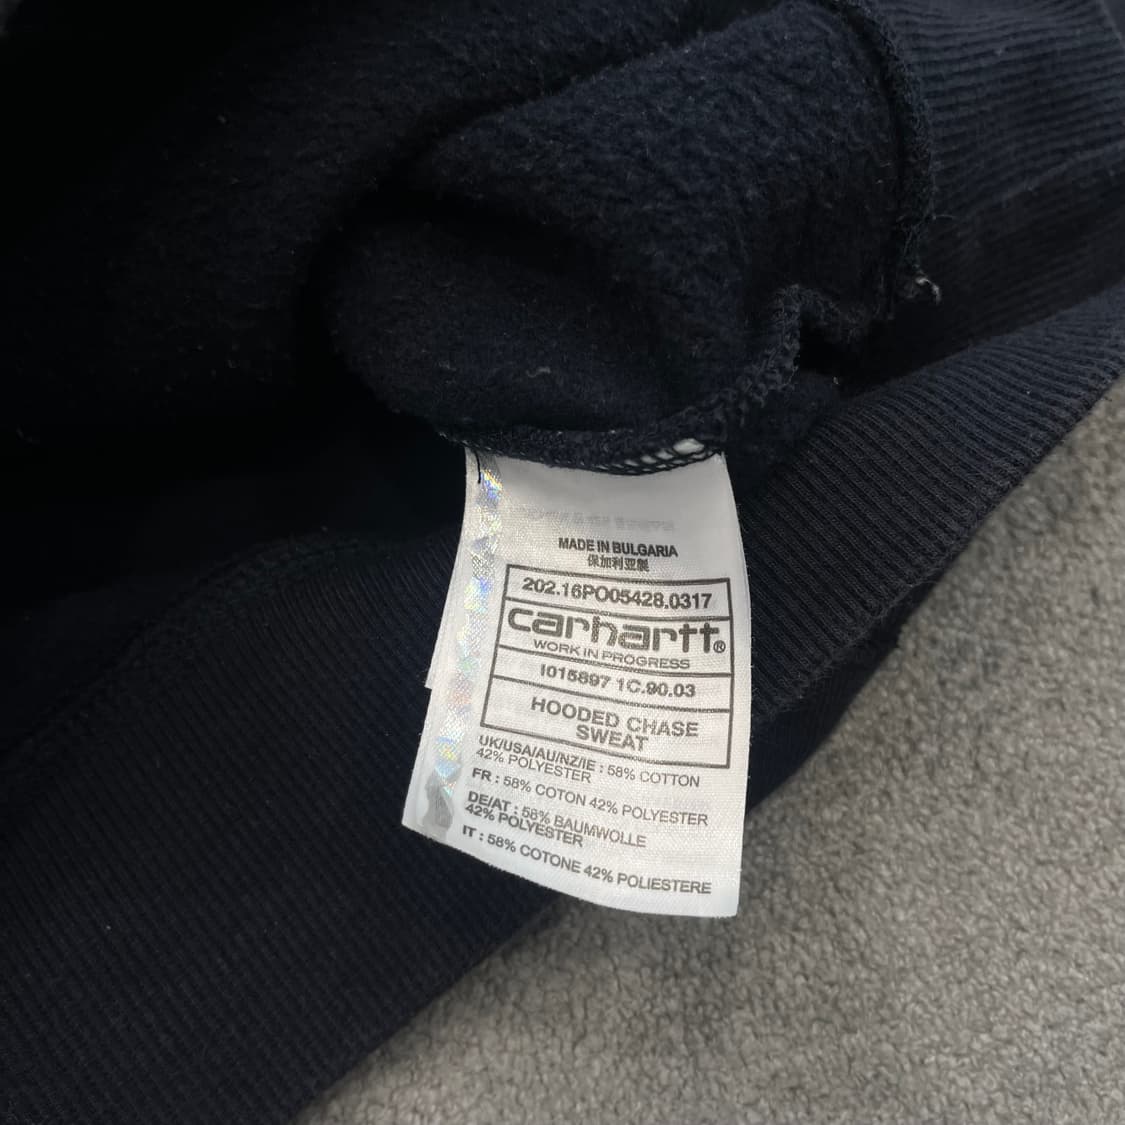 MADE IN BULGARIA
保加利亚製
202.16PO05428.0317
carhartt®
WORK IN PROGRESS
I015897 1C.90.03
HOODED CHASE
SWEAT
UK/USA/AU/NZ/IE : 58% COTTON
42% POLYESTER
FR : 58% COTON 42% POLYESTER
DE/AT : 58% BAUMWOLLE
42% POLYESTER
IT : 58% COTONE 42% POLIESTERE